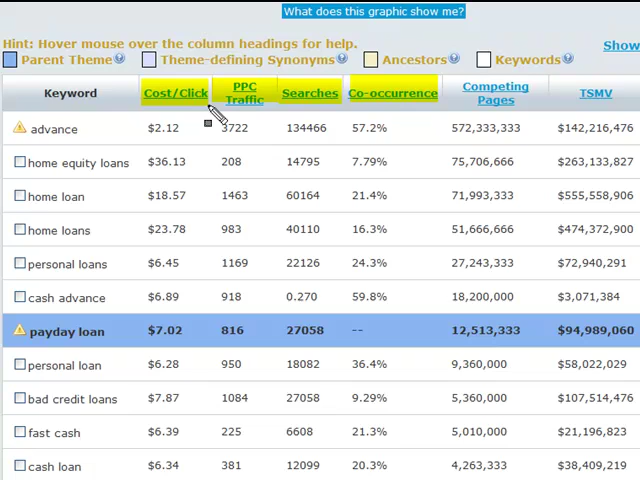 What does this graphic show me?
Hint: Hover mouse over the column headings for help.
Show
Parent Theme ? Theme-defining Synonyms ? Ancestors ? Keywords ?
Keyword Cost/Click PPC Traffic Searches Co-occurrence Competing Pages TSMV
advance $2.12 3722 134466 57.2% 572,333,333 $142,216,476
home equity loans $36.13 208 14795 7.79% 75,706,666 $263,133,827
home loan $18.57 1463 60164 21.4% 71,993,333 $555,558,906
home loans $23.78 983 40110 16.3% 51,666,666 $474,372,900
personal loans $6.45 1169 22126 24.3% 27,243,333 $72,940,291
cash advance $6.89 918 0.270 59.8% 18,200,000 $3,071,384
payday loan $7.02 816 27058 -- 12,513,333 $94,989,060
personal loan $6.28 950 18082 36.4% 9,360,000 $58,022,029
bad credit loans $7.87 1084 27058 9.29% 5,360,000 $107,514,476
fast cash $6.39 225 6608 21.3% 5,010,000 $21,196,823
cash loan $6.34 381 12099 20.3% 4,263,333 $38,409,219